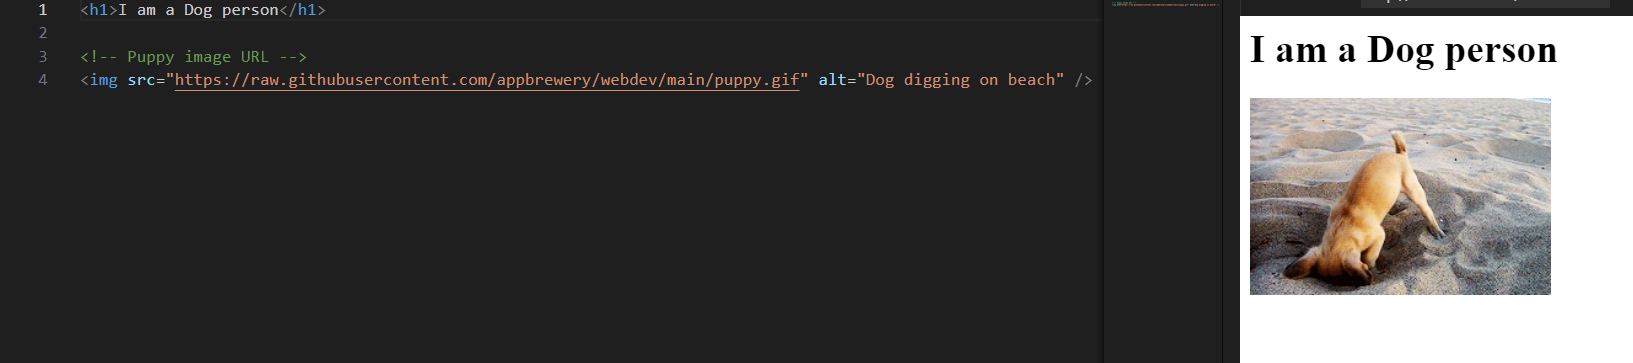 1 <h1>I am a Dog person</h1>
2
3 <!-- Puppy image URL -->
4 <img src="https://raw.githubusercontent.com/appbrewery/webdev/main/puppy.gif" alt="Dog digging on beach" />
I am a Dog person